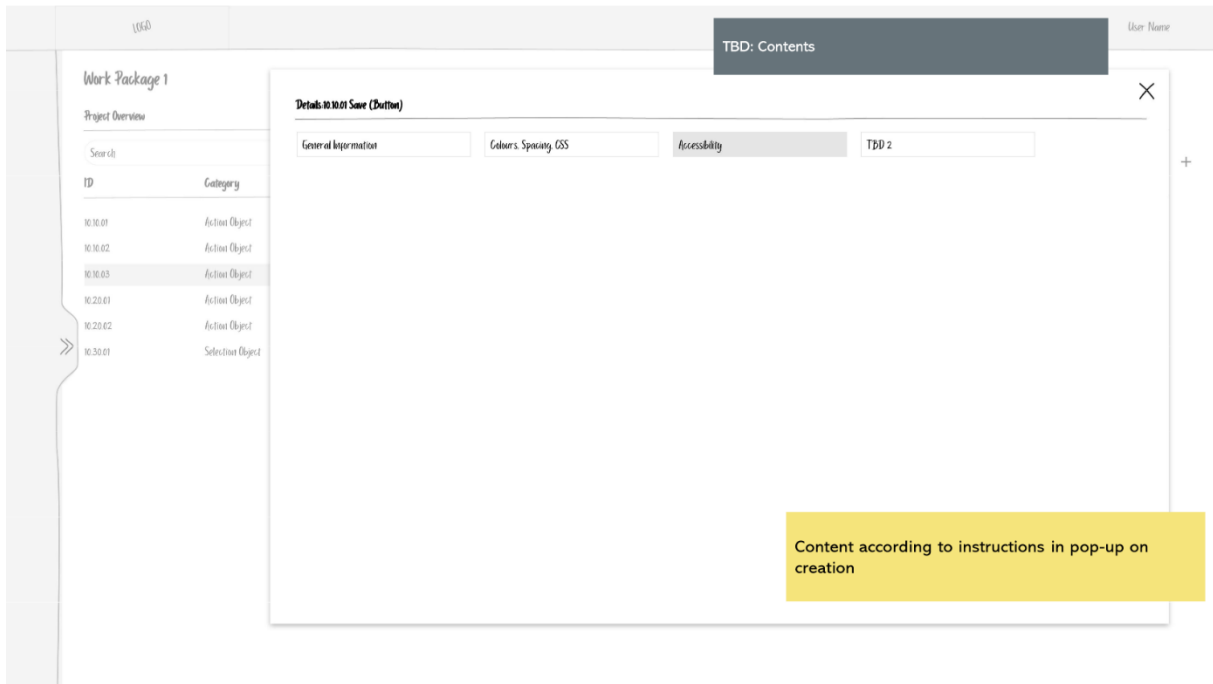 LOGO
User Name
TBD: Contents
Work Package 1
Project Overview
Search
ID Category
10.10.01 Action Object
10.10.02 Action Object
10.10.03 Action Object
10.20.01 Action Object
10.20.02 Action Object
10.30.01 Selection Object
Details:10.10.01 Save (Button)
General Information
Colours, Spacing, CSS
Accessibility
TBD 2
Content according to instructions in pop-up on
creation